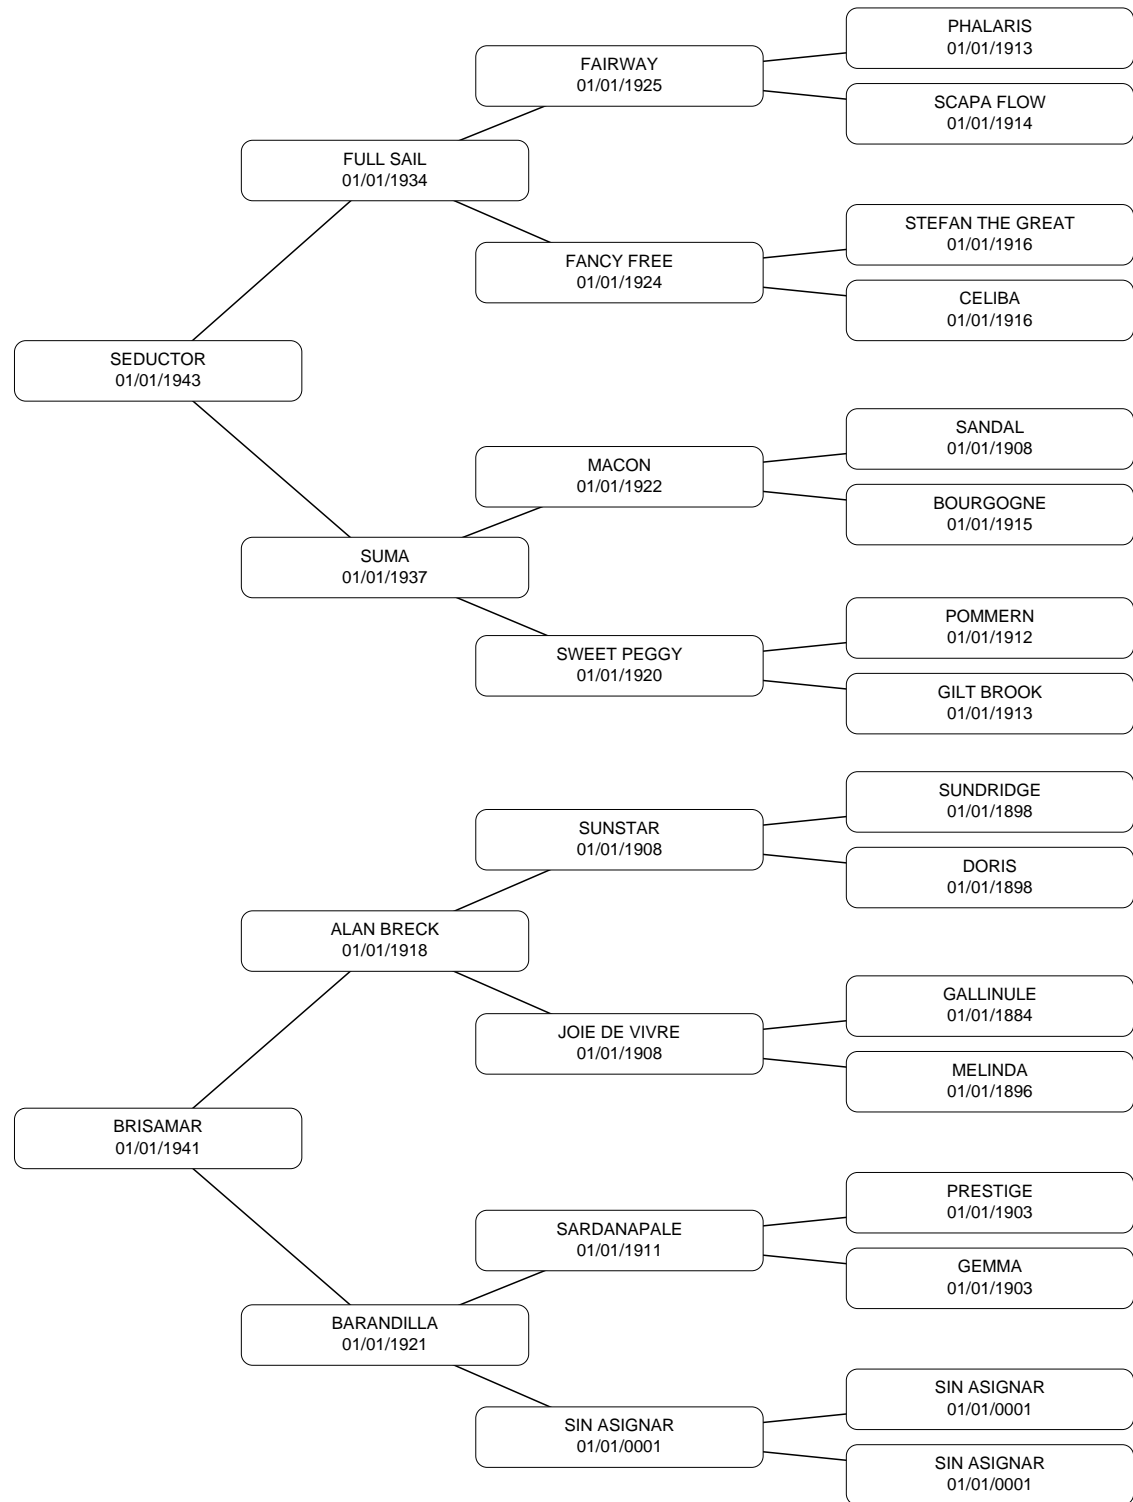 PHALARIS
01/01/1913
FAIRWAY
01/01/1925
SCAPA FLOW
01/01/1914
FULL SAIL
01/01/1934
STEFAN THE GREAT
01/01/1916
FANCY FREE
01/01/1924
CELIBA
01/01/1916
SEDUCTOR
01/01/1943
SANDAL
01/01/1908
MACON
01/01/1922
BOURGOGNE
01/01/1915
SUMA
01/01/1937
POMMERN
01/01/1912
SWEET PEGGY
01/01/1920
GILT BROOK
01/01/1913
SUNDRIDGE
01/01/1898
SUNSTAR
01/01/1908
DORIS
01/01/1898
ALAN BRECK
01/01/1918
GALLINULE
01/01/1884
JOIE DE VIVRE
01/01/1908
MELINDA
01/01/1896
BRISAMAR
01/01/1941
PRESTIGE
01/01/1903
SARDANAPALE
01/01/1911
GEMMA
01/01/1903
BARANDILLA
01/01/1921
SIN ASIGNAR
01/01/0001
SIN ASIGNAR
01/01/0001
SIN ASIGNAR
01/01/0001